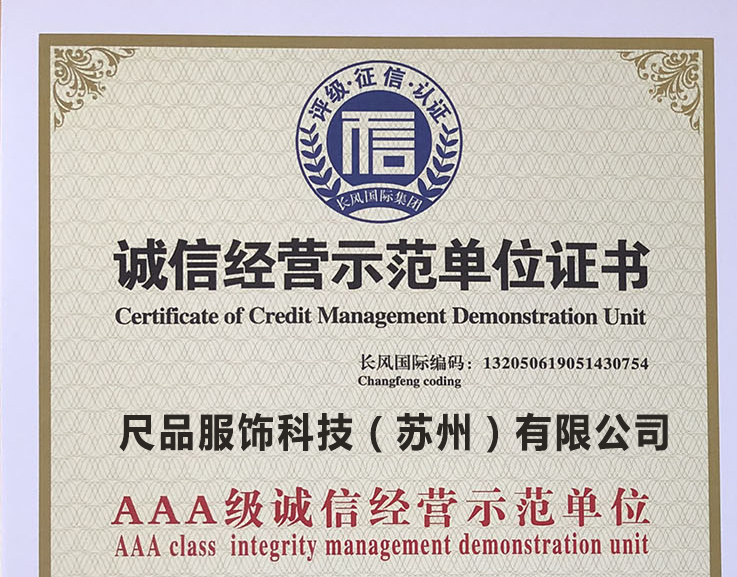 评级·征信·认证
信
长风国际集团
诚信经营示范单位证书
Certificate of Credit Management Demonstration Unit
长风国际编码：132050619051430754
Changfeng coding
尺品服饰科技（苏州）有限公司
AAA级诚信经营示范单位
AAA class integrity management demonstration unit